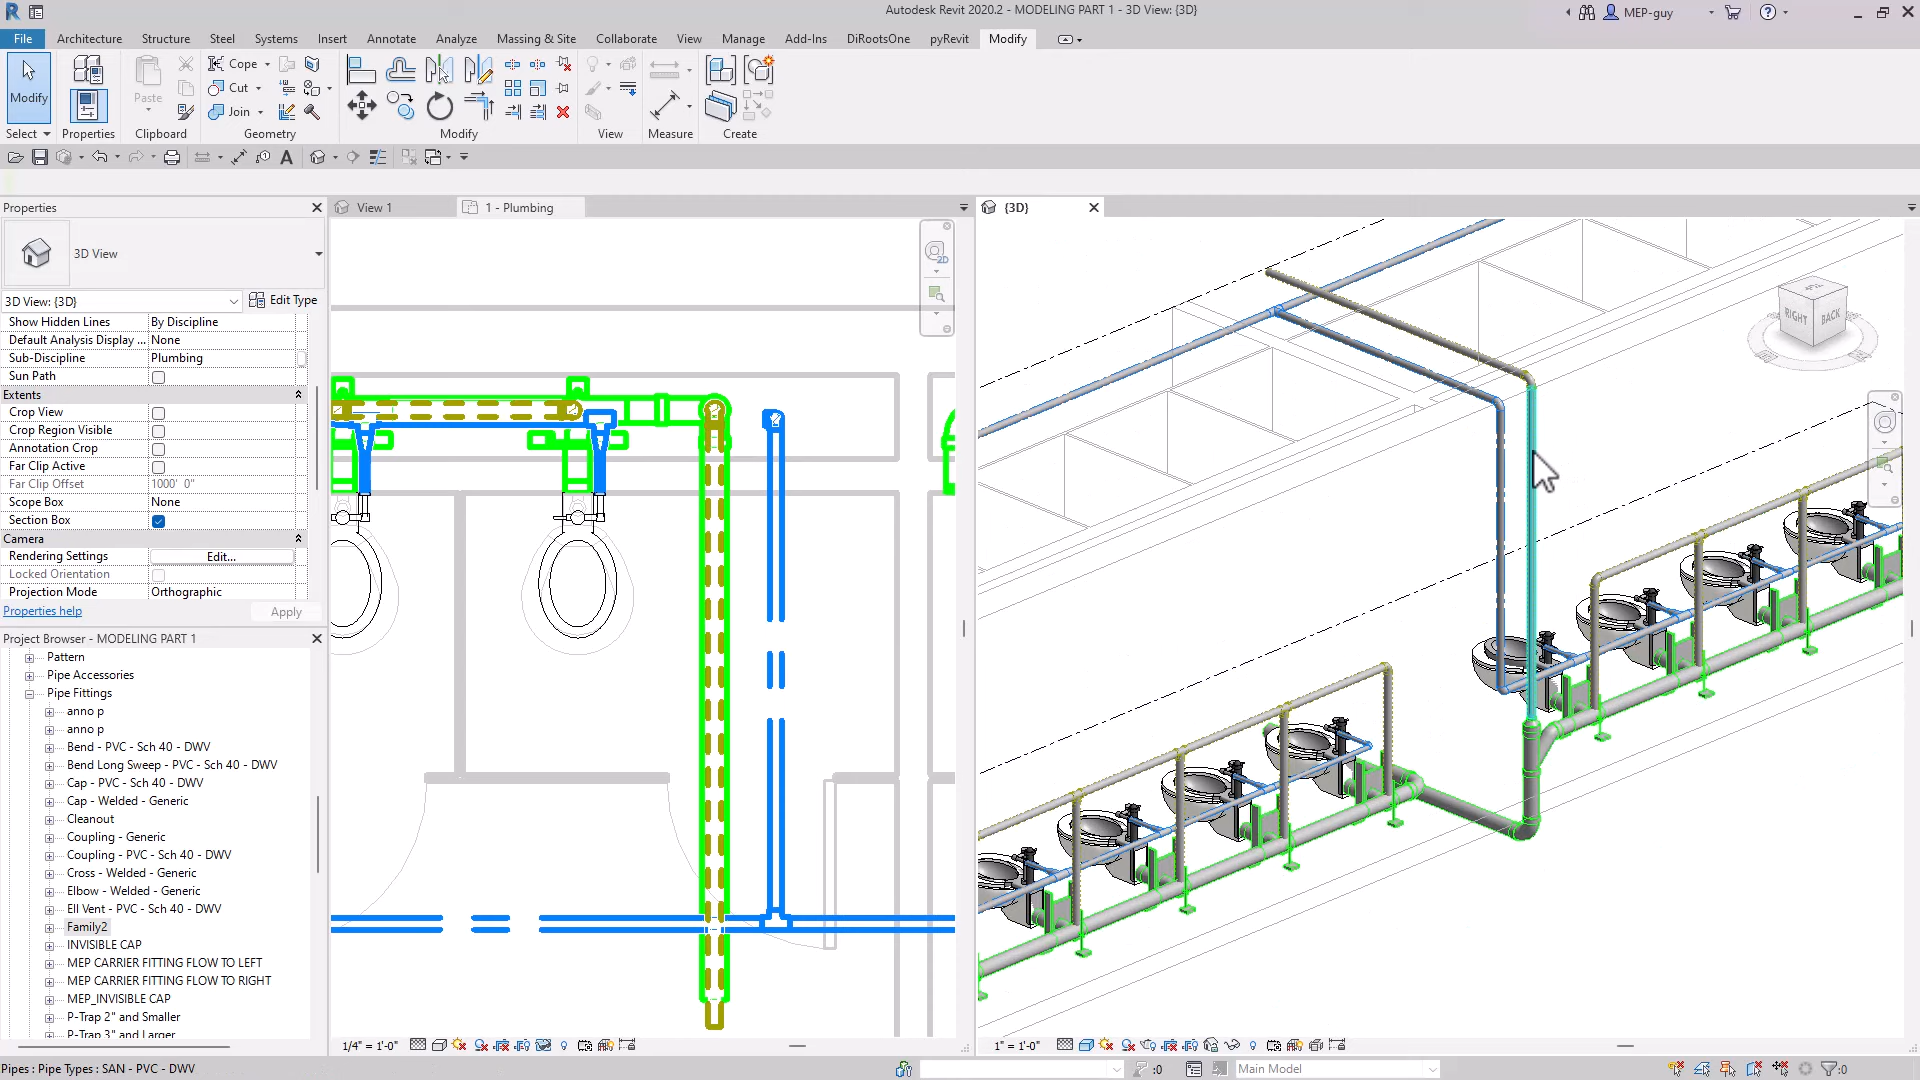 Autodesk Revit 2020.2 - MODELING PART 1 - 3D View: {3D}
MEP-guy
File
Architecture
Structure
Steel
Systems
Insert
Annotate
Analyze
Massing & Site
Collaborate
View
Manage
Add-Ins
DiRootsOne
pyRevit
Modify
Modify
Paste
Cope
Cut
Join
Select
Properties
Clipboard
Geometry
Modify
View
Measure
Create
Properties
3D View
3D View: {3D}
Edit Type
Show Hidden Lines By Discipline
Default Analysis Display ... None
Sub-Discipline Plumbing
Sun Path
Extents
Crop View
Crop Region Visible
Annotation Crop
Far Clip Active
Far Clip Offset 1000' 0"
Scope Box None
Section Box
Camera
Rendering Settings Edit...
Locked Orientation
Projection Mode Orthographic
Properties help
Apply
Project Browser - MODELING PART 1
Pattern
Pipe Accessories
Pipe Fittings
anno p
anno p
Bend - PVC - Sch 40 - DWV
Bend Long Sweep - PVC - Sch 40 - DWV
Cap - PVC - Sch 40 - DWV
Cap - Welded - Generic
Cleanout
Coupling - Generic
Coupling - PVC - Sch 40 - DWV
Cross - Welded - Generic
Elbow - Welded - Generic
Ell Vent - PVC - Sch 40 - DWV
Family2
INVISIBLE CAP
MEP CARRIER FITTING FLOW TO LEFT
MEP CARRIER FITTING FLOW TO RIGHT
MEP_INVISIBLE CAP
P-Trap 2" and Smaller
P-Trap 3" and Larger
View 1
1 - Plumbing
2D
1/4" = 1'-0"
{3D}
RIGHT
BACK
1" = 1'-0"
Pipes : Pipe Types : SAN - PVC - DWV
:0
Main Model
:0